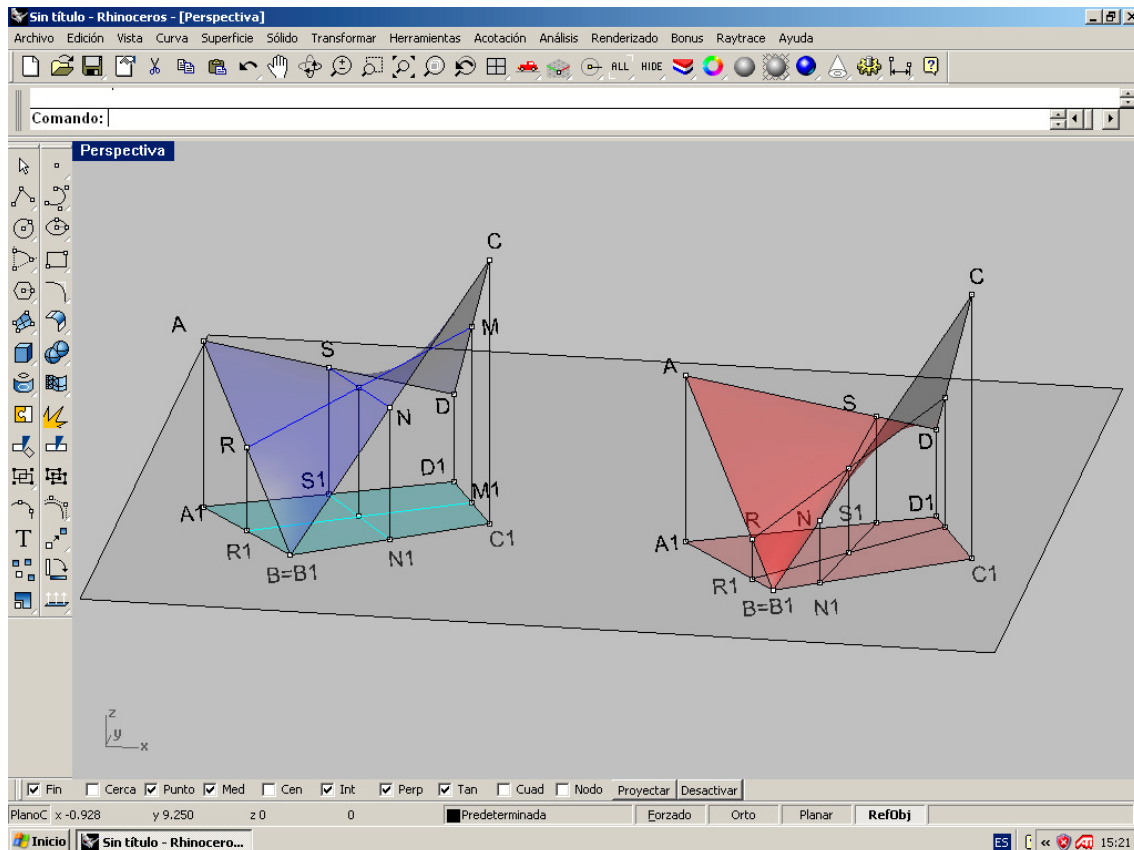 Sin título - Rhinoceros - [Perspectiva]
Archivo Edición Vista Curva Superficie Sólido Transformar Herramientas Acotación Análisis Renderizado Bonus Raytrace Ayuda
ALL HIDE
Comando:
Perspectiva
C
A
S
M
N
D
R
S1
D1
A1
M1
R1
N1
C1
B=B1
C
A
S
D
R
N
S1
D1
A1
R1
C1
B=B1
N1
z
y
x
T
Fin Cerca Punto Med Cen Int Perp Tan Cuad Nodo Proyectar Desactivar
PlanoC x -0.928 y 9.250 z 0 0 Predeterminada Forzado Orto Planar RefObj
Inicio Sin título - Rhinocero... ES « 15:21